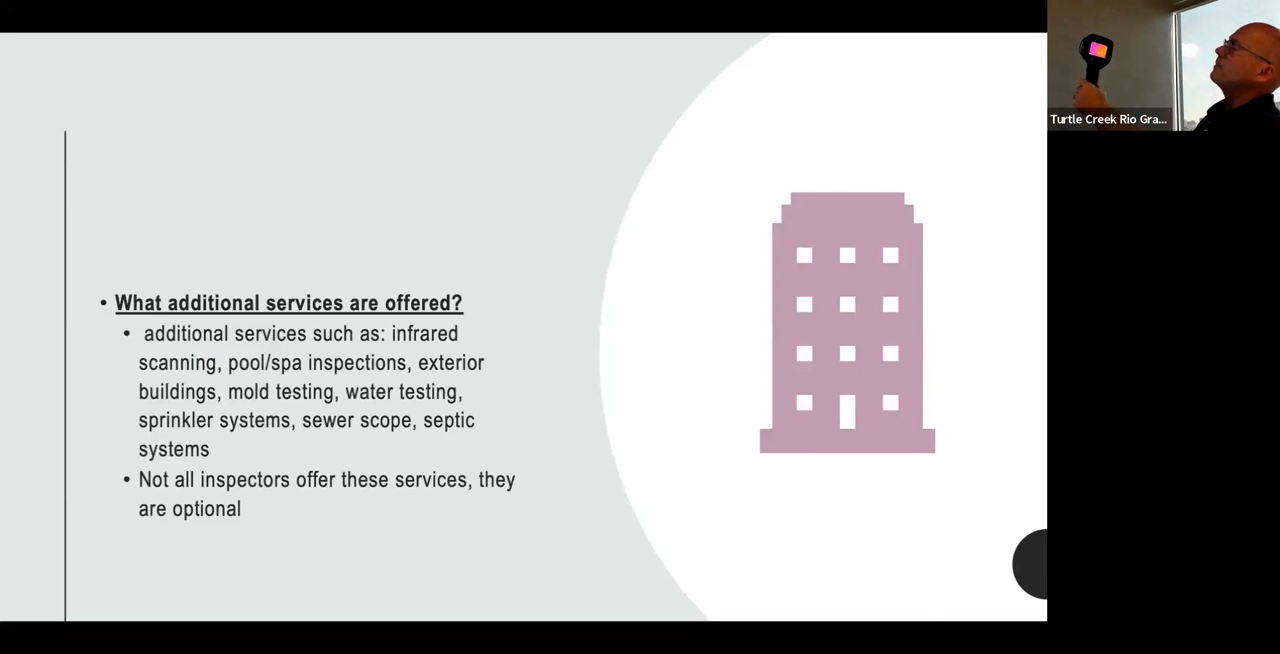 • What additional services are offered?
• additional services such as: infrared
scanning, pool/spa inspections, exterior
buildings, mold testing, water testing,
sprinkler systems, sewer scope, septic
systems
• Not all inspectors offer these services, they
are optional
Turtle Creek Rio Gra...